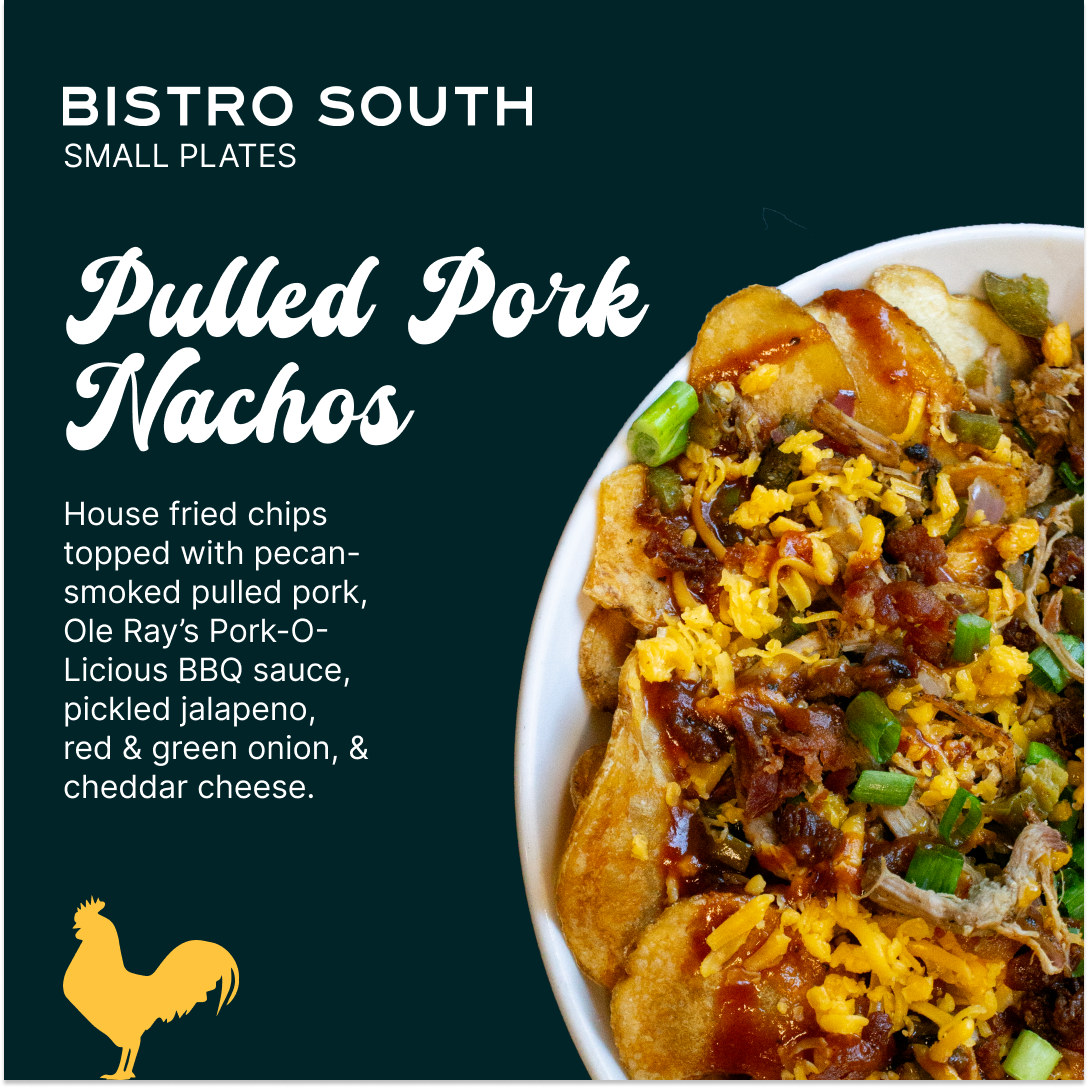 BISTRO SOUTH
SMALL PLATES
Pulled Pork
Nachos
House fried chips
topped with pecan-
smoked pulled pork,
Ole Ray’s Pork-O-
Licious BBQ sauce,
pickled jalapeno,
red & green onion, &
cheddar cheese.